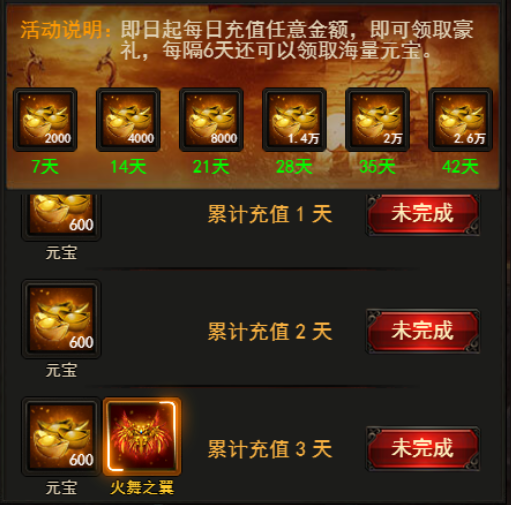 活动说明：即日起每日充值任意金额，即可领取豪
礼，每隔6天还可以领取海量元宝。
2000 4000 8000 1.4万 2万 2.6万
7天 14天 21天 28天 35天 42天
600 累计充值 1 天 未完成
元宝
600 累计充值 2 天 未完成
元宝
600 累计充值 3 天 未完成
元宝 火舞之翼